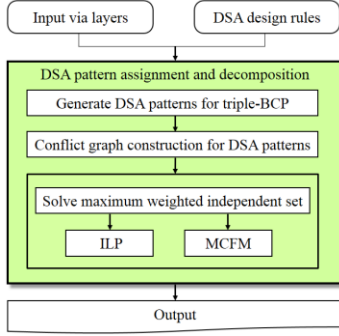 Input via layers
DSA design rules
DSA pattern assignment and decomposition
Generate DSA patterns for triple-BCP
Conflict graph construction for DSA patterns
Solve maximum weighted independent set
ILP
MCFM
Output